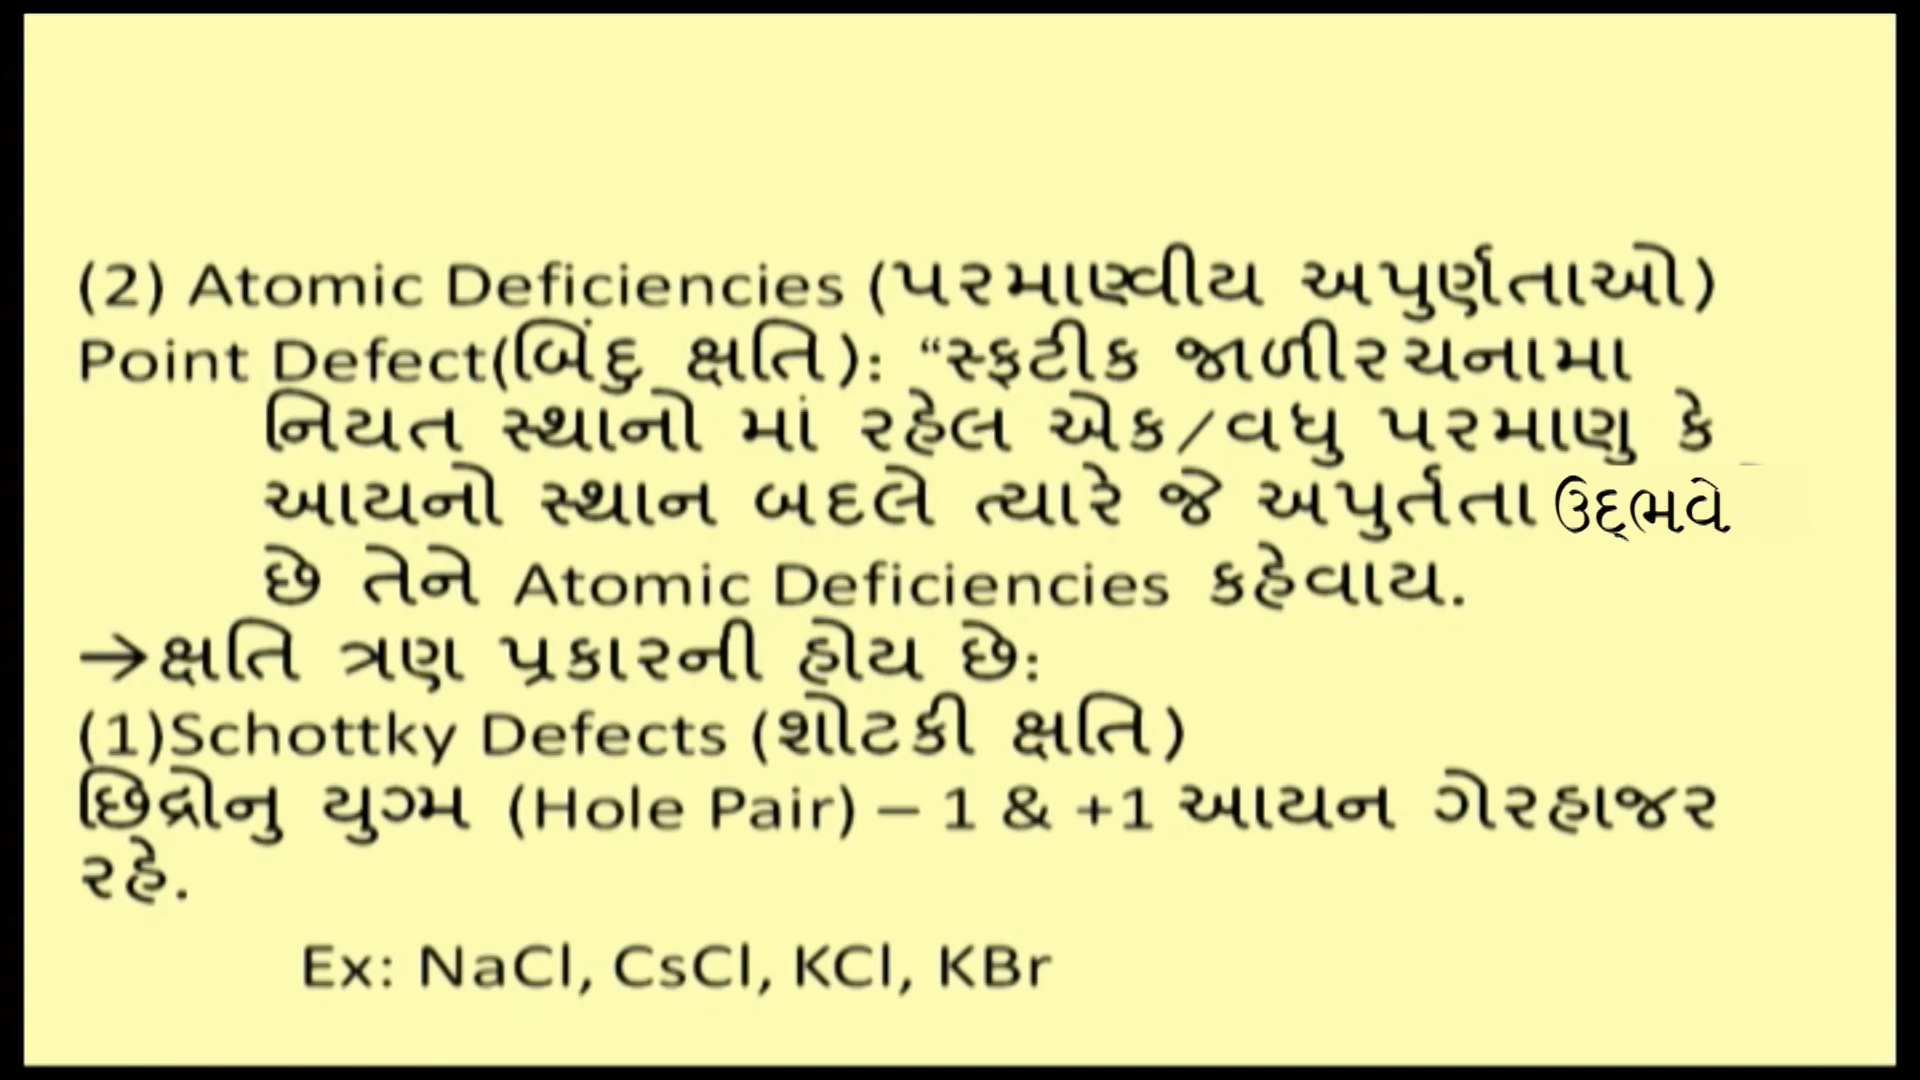 (2) Atomic Deficiencies (પરમાણ્વીય અપુર્ણતાઓ)
Point Defect(બિંદુ ક્ષતિ): “સ્ફટીક જાળીરચનામા
નિયત સ્થાનો માં રહેલ એક/વધુ પરમાણુ કે
આયનો સ્થાન બદલે ત્યારે જે અપુર્તતા ઉદ્ભવે
છે તેને Atomic Deficiencies કહેવાય.
→ક્ષતિ ત્રણ પ્રકારની હોય છે:
(1)Schottky Defects (શોટકી ક્ષતિ)
છિદ્રોનુ યુગ્મ (Hole Pair) – 1 & +1 આયન ગેરહાજર
રહે.
Ex: NaCl, CsCl, KCl, KBr